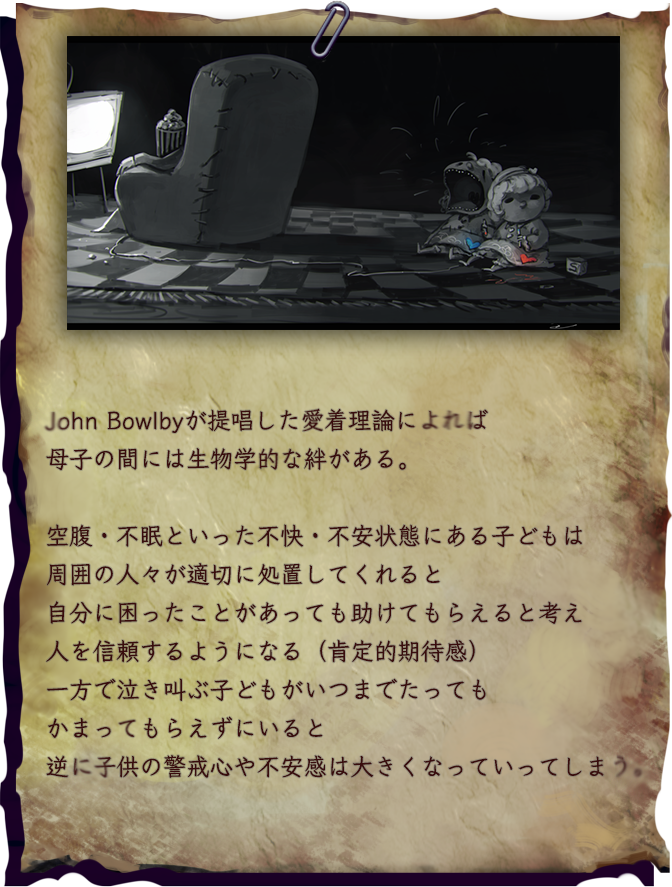 John Bowlbyが提唱した愛着理論によれば
母子の間には生物学的な絆がある。
空腹・不眠といった不快・不安状態にある子どもは
周囲の人々が適切に処置してくれると
自分に困ったことがあっても助けてもらえると考え
人を信頼するようになる（肯定的期待感）
一方で泣き叫ぶ子どもがいつまでたっても
かまってもらえずにいると
逆に子供の警戒心や不安感は大きくなっていってしまう。